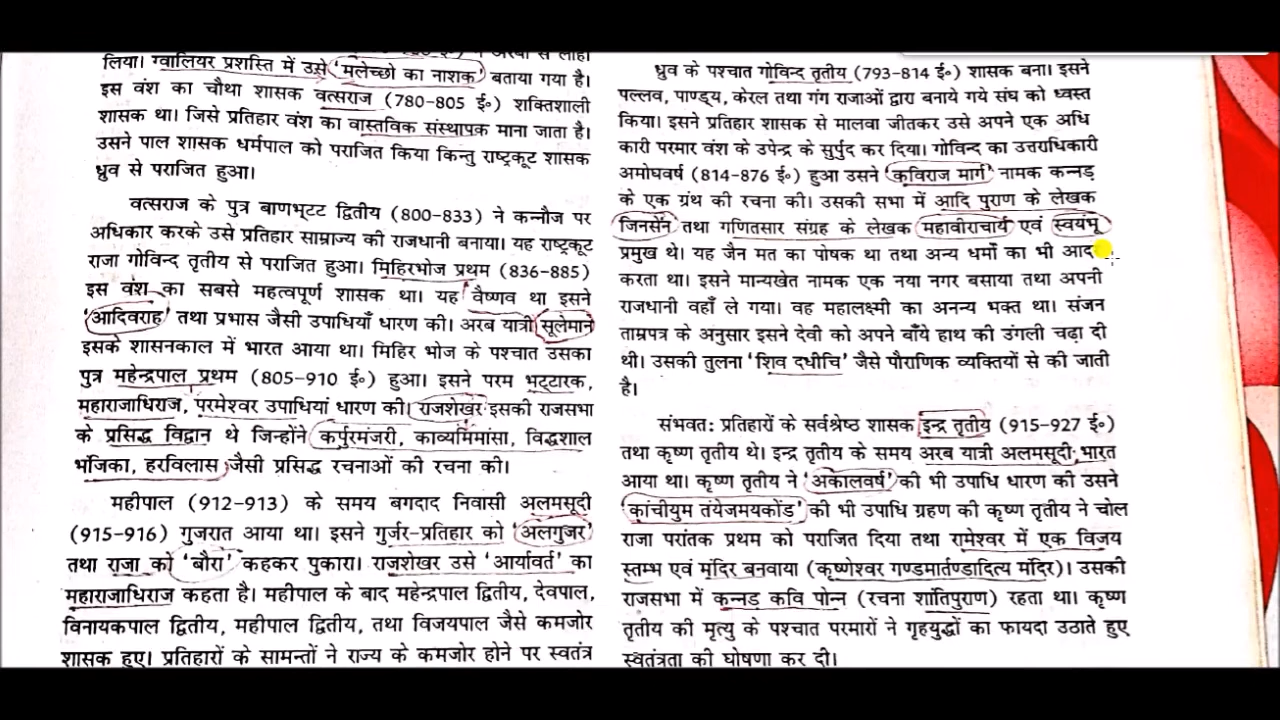 लिया। ग्वालियर प्रशस्ति में उसे 'मलेच्छो का नाशक' बताया गया है।
इस वंश का चौथा शासक वत्सराज (780-805 ई०) शक्तिशाली
शासक था। जिसे प्रतिहार वंश का वास्तविक संस्थापक माना जाता है।
उसने पाल शासक धर्मपाल को पराजित किया किन्तु राष्ट्रकूट शासक
ध्रुव से पराजित हुआ।
वत्सराज के पुत्र बाणभूटट द्वितीय (800-833) ने कन्नौज पर
अधिकार करके उसे प्रतिहार साम्राज्य की राजधानी बनाया। यह राष्ट्रकूट
राजा गोविन्द तृतीय से पराजित हुआ। मिहिरभोज प्रथम (836-885)
इस वंश का सबसे महत्वपूर्ण शासक था। यह वैष्णव था इसने
'आदिवराह' तथा प्रभास जैसी उपाधियाँ धारण की। अरब यात्री सूलेमान
इसके शासनकाल में भारत आया था। मिहिर भोज के पश्चात उसका
पुत्र महेन्द्रपाल प्रथम (805-910 ई०) हुआ। इसने परम भट्टारक,
महाराजाधिराज, परमेश्वर उपाधियां धारण की। राजशेखर इसकी राजसभा
के प्रसिद्ध विद्वान थे जिन्होंने कर्पुरमंजरी, काव्यमिमांसा, विद्धशाल
भंजिका, हरविलास जैसी प्रसिद्ध रचनाओं की रचना की।
महीपाल (912-913) के समय बगदाद निवासी अलमसूदी
(915-916) गुजरात आया था। इसने गुर्जर-प्रतिहार को 'अलगुजर'
तथा राजा को 'बौरा' कहकर पुकारा। राजशेखर उसे 'आर्यावर्त' का
महाराजाधिराज कहता है। महीपाल के बाद महेन्द्रपाल द्वितीय, देवपाल,
विनायकपाल द्वितीय, महीपाल द्वितीय, तथा विजयपाल जैसे कमजोर
शासक हुए। प्रतिहारों के सामन्तों ने राज्य के कमजोर होने पर स्वतंत्र
ध्रुव के पश्चात गोविन्द तृतीय (793-814 ई०) शासक बना। इसने
पल्लव, पाण्ड्य, केरल तथा गंग राजाओं द्वारा बनाये गये संघ को ध्वस्त
किया। इसने प्रतिहार शासक से मालवा जीतकर उसे अपने एक अधि
कारी परमार वंश के उपेन्द्र के सुर्पुद कर दिया। गोविन्द का उत्तराधिकारी
अमोघवर्ष (814-876 ई०) हुआ उसने 'कविराज मार्ग' नामक कन्नड़
के एक ग्रंथ की रचना की। उसकी सभा में आदि पुराण के लेखक
जिनसेन तथा गणितसार संग्रह के लेखक महावीराचार्य एवं स्वयंभू
प्रमुख थे। यह जैन मत का पोषक था तथा अन्य धर्मों का भी आद
करता था। इसने मान्यखेत नामक एक नया नगर बसाया तथा अपनी
राजधानी वहाँ ले गया। वह महालक्ष्मी का अनन्य भक्त था। संजन
ताम्रपत्र के अनुसार इसने देवी को अपने बाँये हाथ की उंगली चढ़ा दी
थी। उसकी तुलना 'शिव दधीचि' जैसे पौराणिक व्यक्तियों से की जाती
है।
संभवत: प्रतिहारों के सर्वश्रेष्ठ शासक इन्द्र तृतीय (915-927 ई०)
तथा कृष्ण तृतीय थे। इन्द्र तृतीय के समय अरब यात्री अलमसूदी भारत
आया था। कृष्ण तृतीय ने 'अकालवर्ष' की भी उपाधि धारण की उसने
'कांचीयुम तंयेजमयकोंड' की भी उपाधि ग्रहण की कृष्ण तृतीय ने चोल
राजा परांतक प्रथम को पराजित दिया तथा रामेश्वर में एक विजय
स्तम्भ एवं मंदिर बनवाया (कृष्णेश्वर गण्डमार्तण्डादित्य मंदिर)। उसकी
राजसभा में कन्नड़ कवि पोन्न (रचना शांतिपुराण) रहता था। कृष्ण
तृतीय की मृत्यु के पश्चात परमारों ने गृहयुद्धों का फायदा उठाते हुए
स्वतंत्रता की घोषणा कर दी।